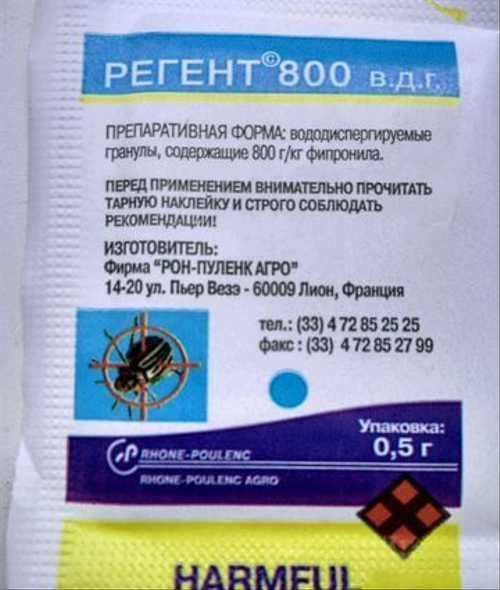 РЕГЕНТ©800 в.д.г.
ПРЕПАРАТИВНАЯ ФОРМА: вододиспергируемые
гранулы, содержащие 800 г/кг фипронила.
ПЕРЕД ПРИМЕНЕНИЕМ ВНИМАТЕЛЬНО ПРОЧИТАТЬ
ТАРНУЮ НАКЛЕЙКУ И СТРОГО СОБЛЮДАТЬ
РЕКОМЕНДАЦИИ!
ИЗГОТОВИТЕЛЬ:
Фирма "РОН-ПУЛЕНК АГРО"
14-20 ул. Пьер Везэ - 60009 Лион, Франция
тел.: (33) 4 72 85 25 25
факс : (33) 4 72 85 27 99
Упаковка:
0,5 г
RHONE-POULENC
RHONE-POULENC AGRO
HARMFUL